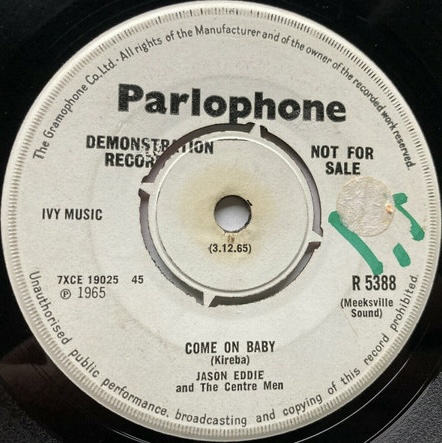 The Gramophone Co. Ltd. · All rights of the Manufacturer and of the owner of the recorded work reserved.
Parlophone
DEMONSTRATION
RECORD
NOT FOR
SALE
IVY MUSIC
(3.12.65)
7XCE 19025 45
℗ 1965
R 5388
(Meeksville
Sound)
COME ON BABY
(Kireba)
JASON EDDIE
and The Centre Men
Unauthorised public performance, broadcasting and copying of this record prohibited.